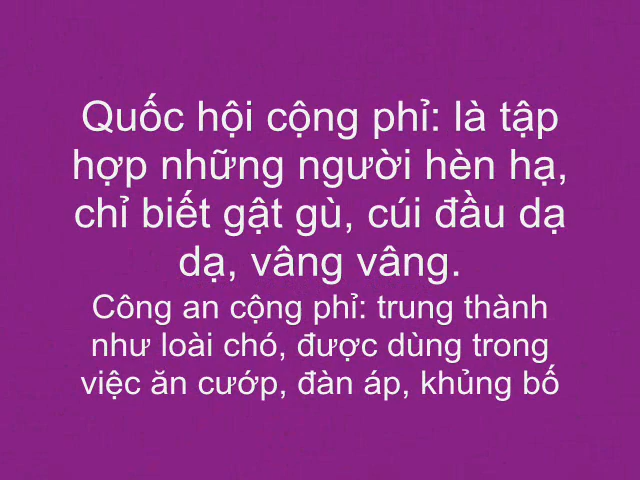 Quốc hội cộng phỉ: là tập
hợp những người hèn hạ,
chỉ biết gật gù, cúi đầu dạ
dạ, vâng vâng.
Công an cộng phỉ: trung thành
như loài chó, được dùng trong
việc ăn cướp, đàn áp, khủng bố